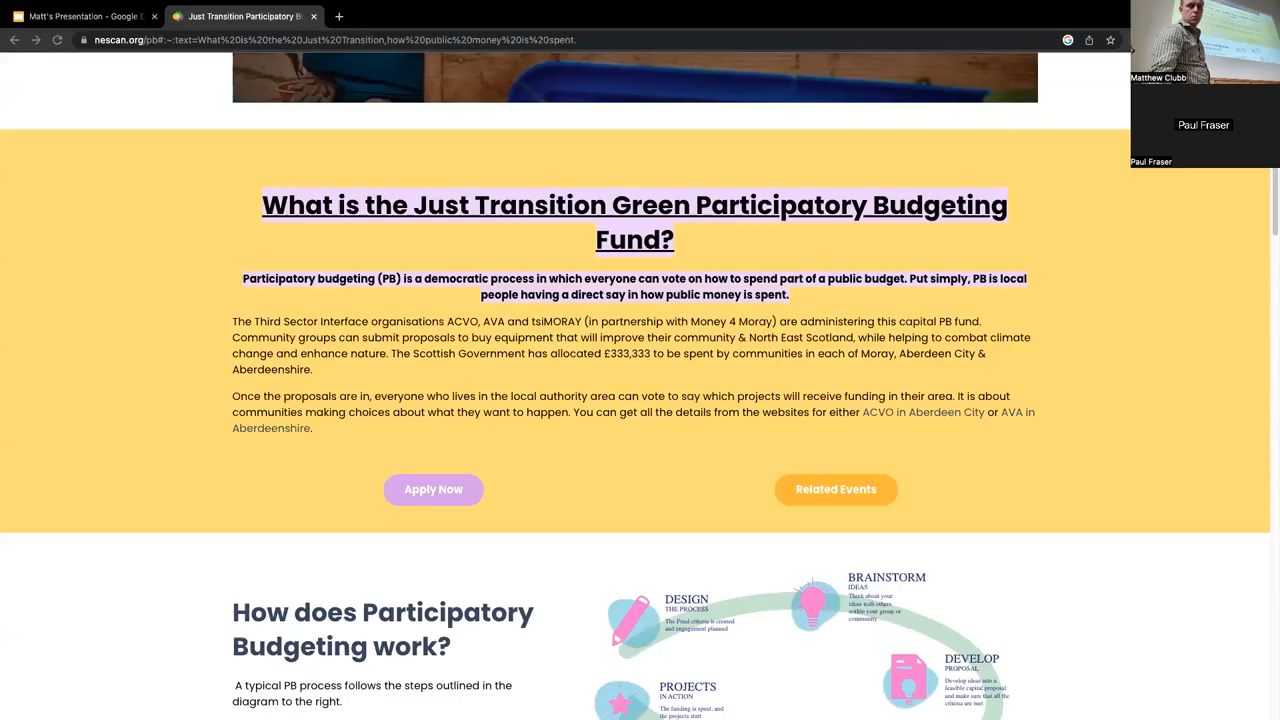 Matt's Presentation - Google D
Just Transition Participatory B
nescan.org/pb#:~:text=What%20is%20the%20Just%20Transition,how%20public%20money%20is%20spent.
Matthew Clubb
Paul Fraser
Paul Fraser
What is the Just Transition Green Participatory Budgeting
Fund?
Participatory budgeting (PB) is a democratic process in which everyone can vote on how to spend part of a public budget. Put simply, PB is local
people having a direct say in how public money is spent.
The Third Sector Interface organisations ACVO, AVA and tsiMORAY (in partnership with Money 4 Moray) are administering this capital PB fund.
Community groups can submit proposals to buy equipment that will improve their community & North East Scotland, while helping to combat climate
change and enhance nature. The Scottish Government has allocated £333,333 to be spent by communities in each of Moray, Aberdeen City &
Aberdeenshire.
Once the proposals are in, everyone who lives in the local authority area can vote to say which projects will receive funding in their area. It is about
communities making choices about what they want to happen. You can get all the details from the websites for either ACVO in Aberdeen City or AVA in
Aberdeenshire.
Apply Now
Related Events
How does Participatory
Budgeting work?
A typical PB process follows the steps outlined in the
diagram to the right.
DESIGN
THE PROCESS
The Fund criteria is created
and engagement planned
BRAINSTORM
IDEAS
Think about your
ideas with others
within your group or
community
DEVELOP
PROPOSAL
Develop ideas into a
feasible capital proposal
and make sure that all the
criteria are met
PROJECTS
IN ACTION
The funding is spent, and
the projects start